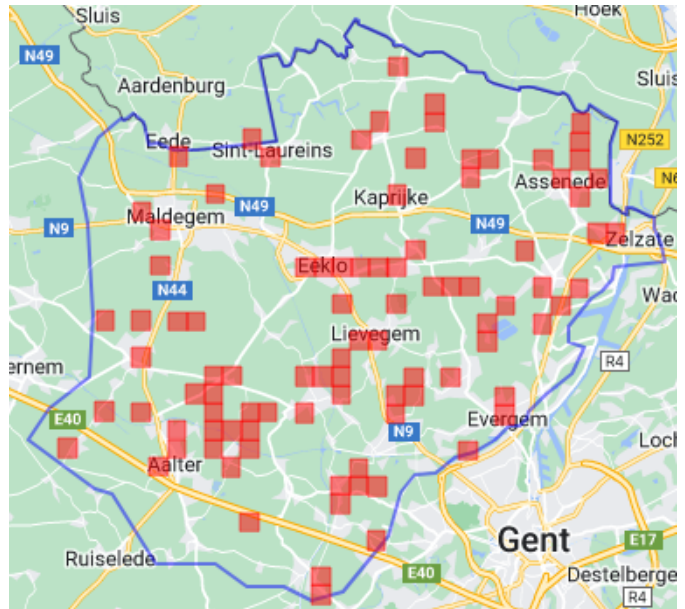 Sluis
Hoek
N49
Aardenburg
Sluis
Eede
Sint-Laureins
N252
N6
Assenede
Kaprijke
Maldegem
N49
N9
N49
Zelzate
Eeklo
N44
Wac
Lievegem
ernem
R4
E40
Evergem
N9
Loch
Aalter
Gent
E17
Ruiselede
E40
Destelberge
R4